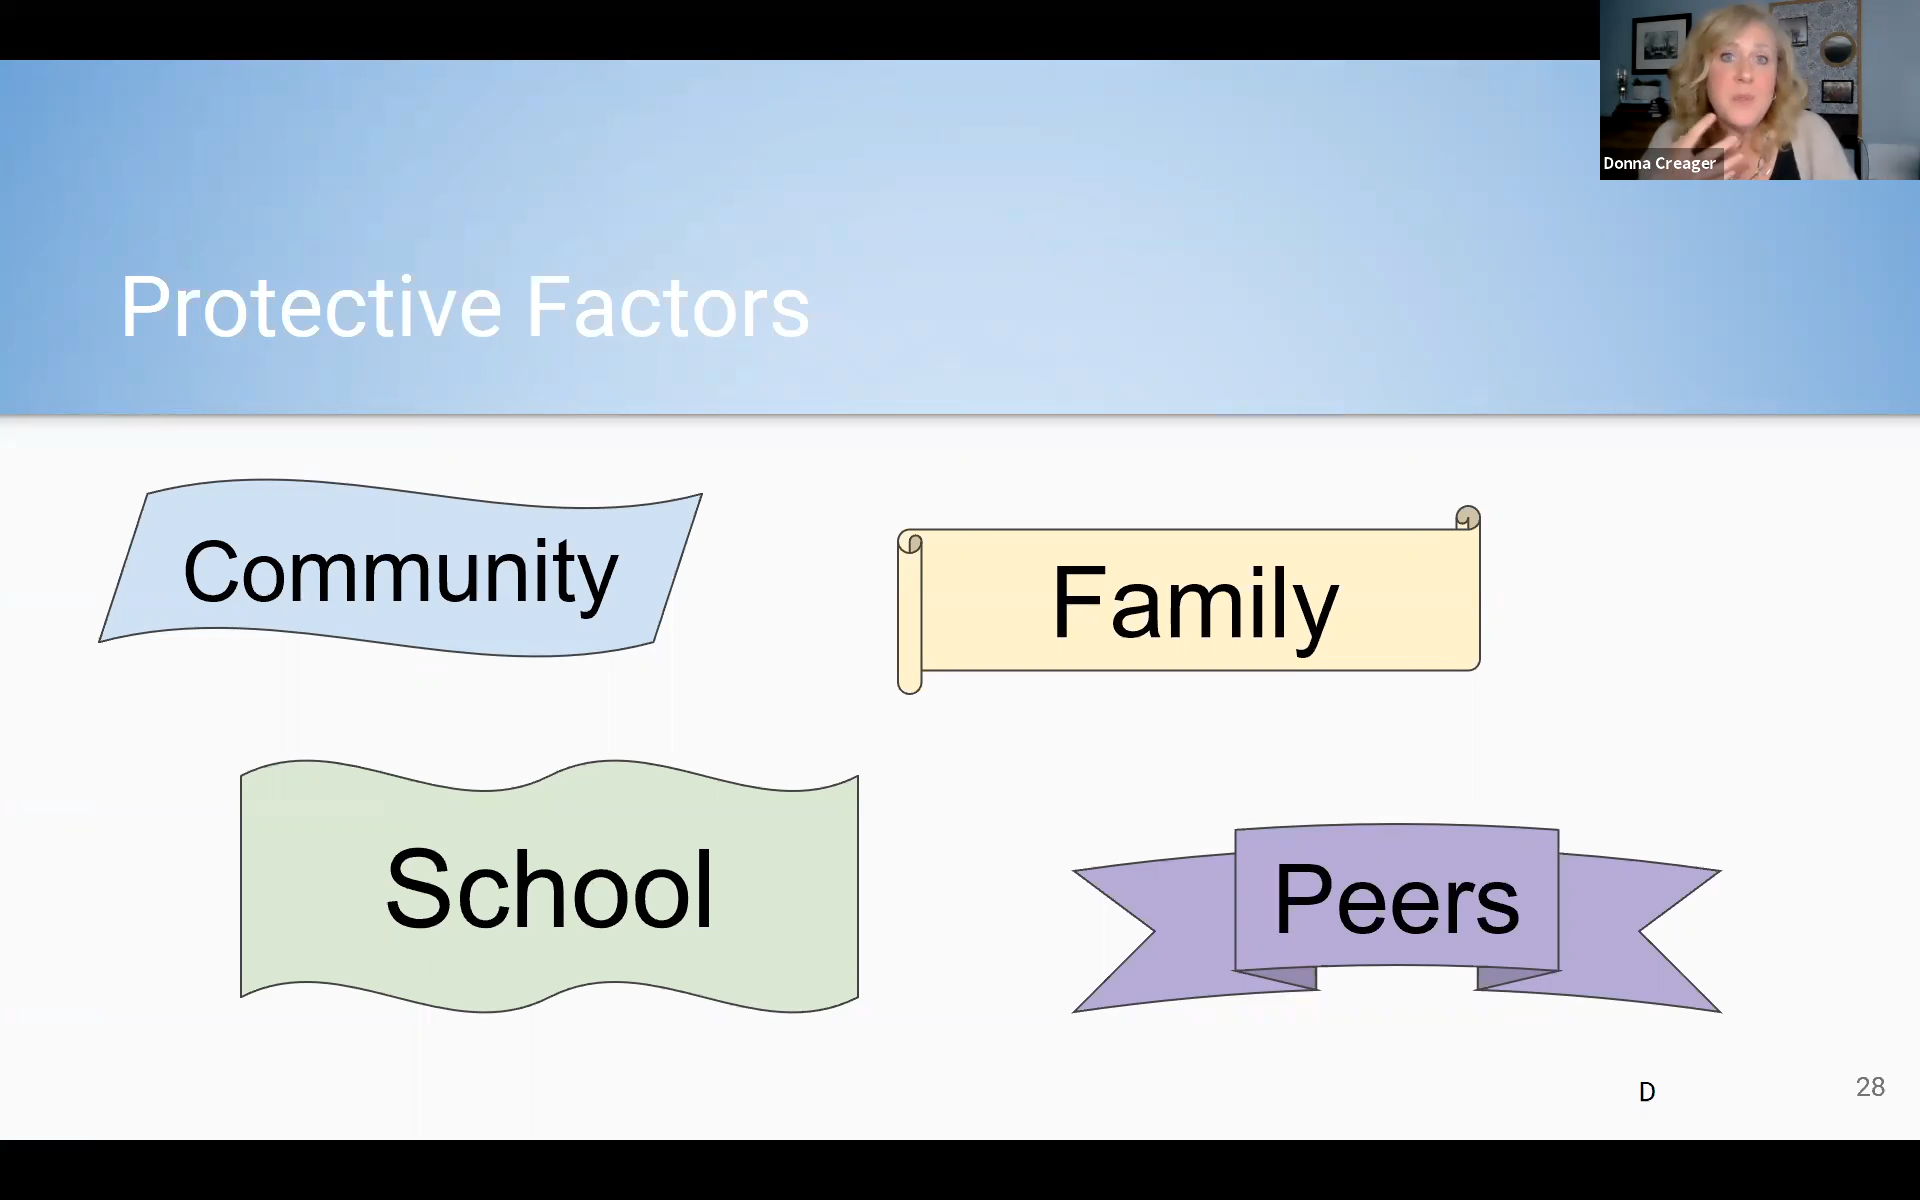 Donna Creager
Protective Factors
Community
Family
School
Peers
D
28